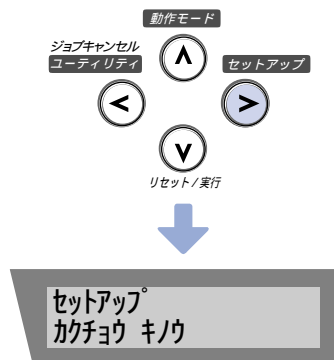 動作モード
ジョブキャンセル
ユーティリティ
セットアップ
リセット / 実行
セットアップ
カクチョウ キノウ